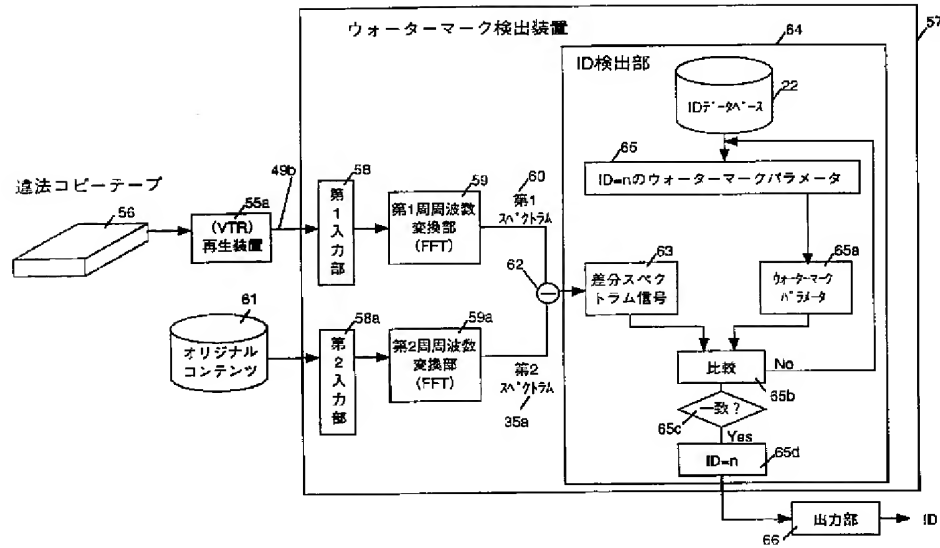 ウォーターマーク検出装置
57
64
ID検出部
IDデータベース
22
65
ID=nのウォーターマークパラメータ
違法コピーテープ
56
55a
(VTR)
再生装置
49b
58
第1入力部
59
第1周周波数
変換部
(FFT)
60
第1
スペクトラム
62
63
差分スペク
トラム信号
65a
ウォーターマーク
パラメータ
61
オリジナル
コンテンツ
58a
第2入力部
59a
第2周周波数
変換部
(FFT)
第2
スペクトラム
35a
比較
No
65b
一致?
65c
Yes
ID=n
65d
出力部
66
ID